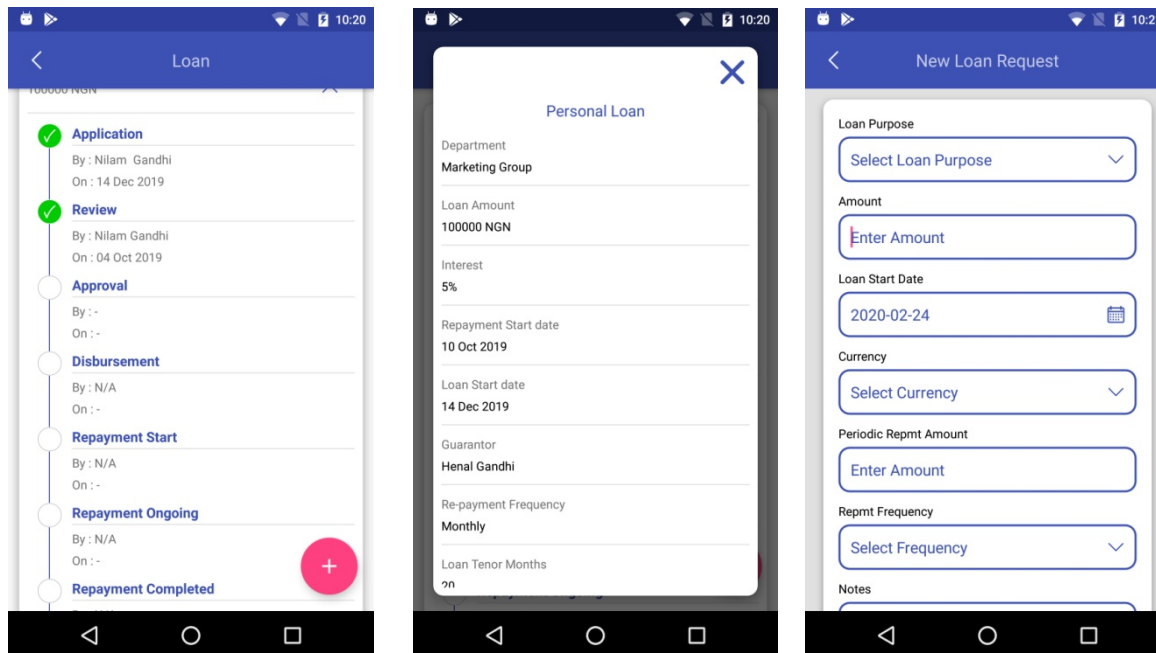 10:20
Loan
100000 NGN
Application
By : Nilam Gandhi
On : 14 Dec 2019
Review
By : Nilam Gandhi
On : 04 Oct 2019
Approval
By : -
On : -
Disbursement
By : N/A
On : -
Repayment Start
By : N/A
On : -
Repayment Ongoing
By : N/A
On : -
Repayment Completed
10:20
Personal Loan
Department
Marketing Group
Loan Amount
100000 NGN
Interest
5%
Repayment Start date
10 Oct 2019
Loan Start date
14 Dec 2019
Guarantor
Henal Gandhi
Re-payment Frequency
Monthly
Loan Tenor Months
20
10:2
New Loan Request
Loan Purpose
Select Loan Purpose
Amount
Enter Amount
Loan Start Date
2020-02-24
Currency
Select Currency
Periodic Repmt Amount
Enter Amount
Repmt Frequency
Select Frequency
Notes